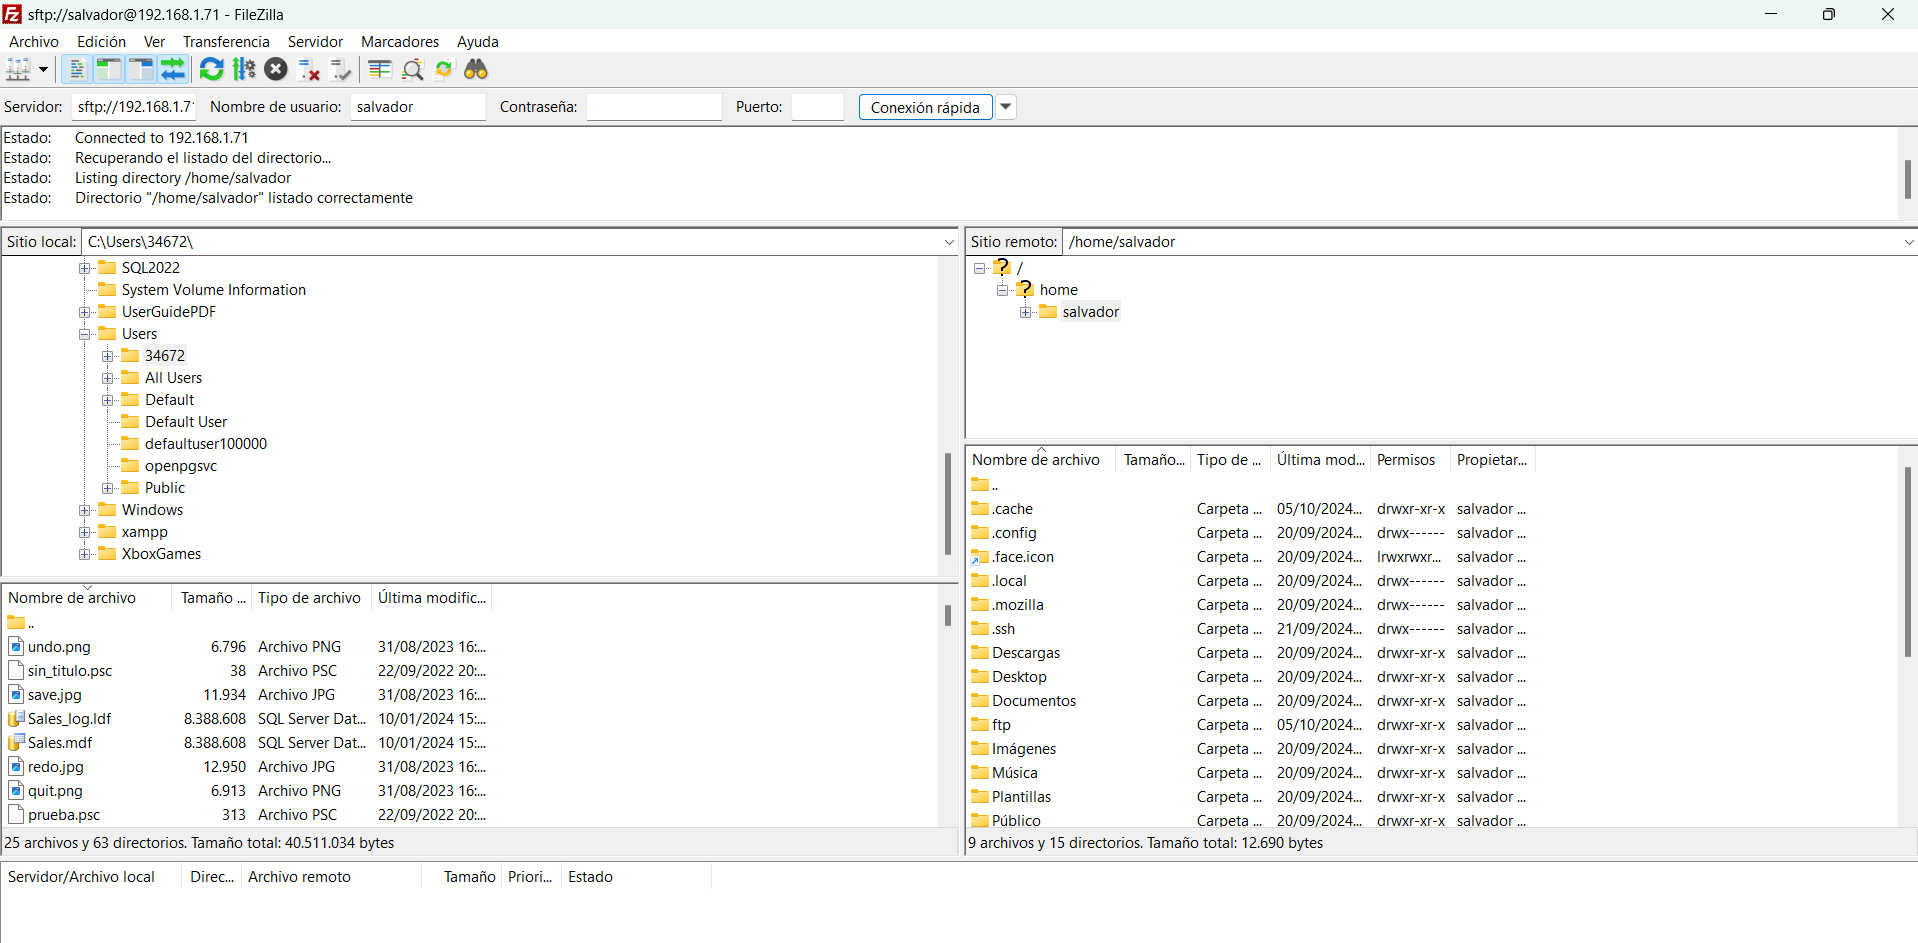 sftp://salvador@192.168.1.71 - FileZilla
Archivo Edición Ver Transferencia Servidor Marcadores Ayuda
Servidor: sftp://192.168.1.7 Nombre de usuario: salvador Contraseña: Puerto: Conexión rápida
Estado: Connected to 192.168.1.71
Estado: Recuperando el listado del directorio...
Estado: Listing directory /home/salvador
Estado: Directorio "/home/salvador" listado correctamente
Sitio local: C:\Users\34672\
SQL2022
System Volume Information
UserGuidePDF
Users
34672
All Users
Default
Default User
defaultuser100000
openpgsvc
Public
Windows
xampp
XboxGames
Nombre de archivo Tamaño ... Tipo de archivo Última modific...
..
undo.png 6.796 Archivo PNG 31/08/2023 16:...
sin_titulo.psc 38 Archivo PSC 22/09/2022 20:...
save.jpg 11.934 Archivo JPG 31/08/2023 16:...
Sales_log.ldf 8.388.608 SQL Server Dat... 10/01/2024 15:...
Sales.mdf 8.388.608 SQL Server Dat... 10/01/2024 15:...
redo.jpg 12.950 Archivo JPG 31/08/2023 16:...
quit.png 6.913 Archivo PNG 31/08/2023 16:...
prueba.psc 313 Archivo PSC 22/09/2022 20:...
25 archivos y 63 directorios. Tamaño total: 40.511.034 bytes
Sitio remoto: /home/salvador
/
home
salvador
Nombre de archivo Tamaño... Tipo de ... Última mod... Permisos Propietar...
..
.cache Carpeta ... 05/10/2024... drwxr-xr-x salvador ...
.config Carpeta ... 20/09/2024... drwx------ salvador ...
.face.icon Carpeta ... 20/09/2024... lrwxrwxr... salvador ...
.local Carpeta ... 20/09/2024... drwx------ salvador ...
.mozilla Carpeta ... 20/09/2024... drwx------ salvador ...
.ssh Carpeta ... 21/09/2024... drwx------ salvador ...
Descargas Carpeta ... 20/09/2024... drwxr-xr-x salvador ...
Desktop Carpeta ... 20/09/2024... drwxr-xr-x salvador ...
Documentos Carpeta ... 20/09/2024... drwxr-xr-x salvador ...
ftp Carpeta ... 05/10/2024... drwxr-xr-x salvador ...
Imágenes Carpeta ... 20/09/2024... drwxr-xr-x salvador ...
Música Carpeta ... 20/09/2024... drwxr-xr-x salvador ...
Plantillas Carpeta ... 20/09/2024... drwxr-xr-x salvador ...
Público Carpeta ... 20/09/2024... drwxr-xr-x salvador ...
9 archivos y 15 directorios. Tamaño total: 12.690 bytes
Servidor/Archivo local Direc... Archivo remoto Tamaño Priori... Estado